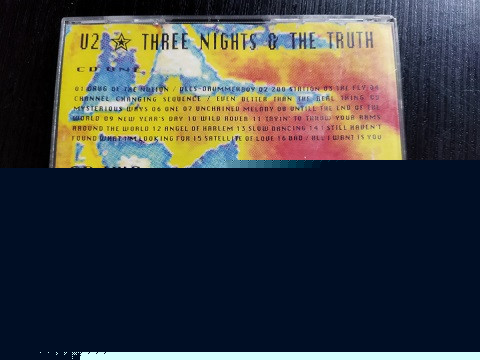 U2 ☆ THREE NIGHTS & THE TRUTH
CD ONE
01 DRUG OF THE NATION / BEES-DRUMMERBOY 02 ZOO STATION 03 THE FLY 04
CHANNEL CHANGING SEQUENCE / EVEN BETTER THAN THE REAL THING 05
MYSTERIOUS WAYS 06 ONE 07 UNCHAINED MELODY 08 UNTILL THE END OF THE
WORLD 09 NEW YEAR'S DAY 10 WILD ROVER 11 TRYIN' TO THROW YOUR ARMS
AROUND THE WORLD 12 ANGEL OF HARLEM 13 SLOW DANCING 14 I STILL HAVEN'T
FOUND WHAT I'M LOOKING FOR 15 SATELLITE OF LOVE 16 BAD / ALL I WANT IS YOU